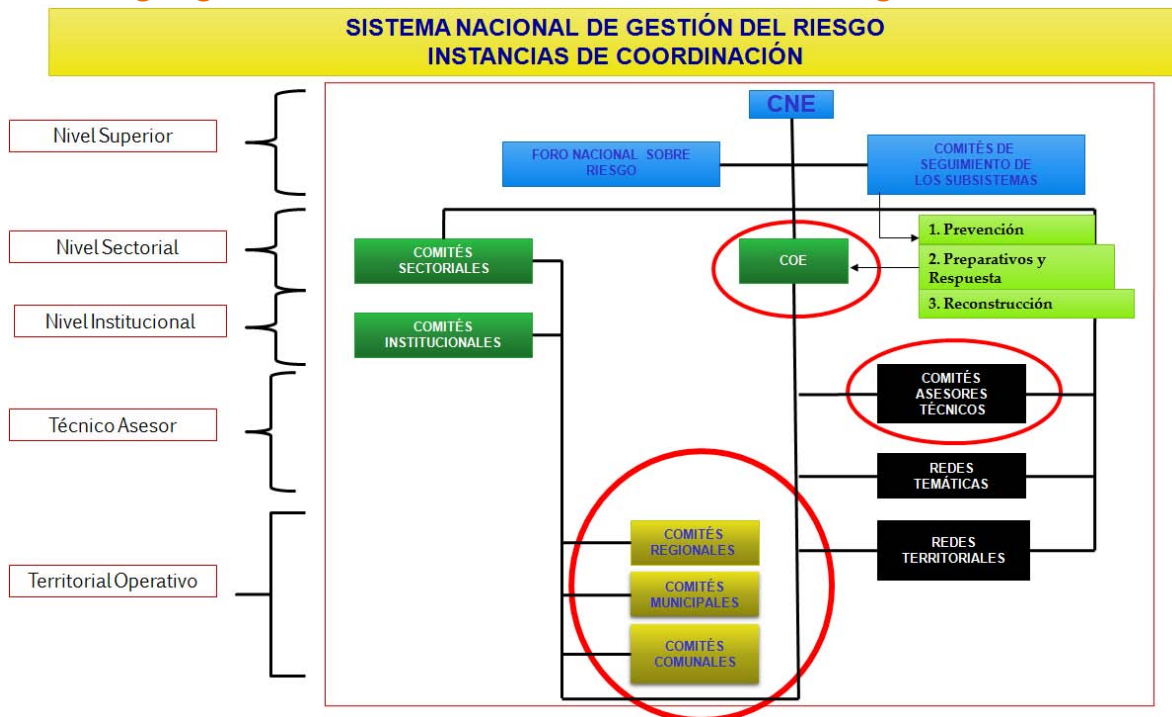 SISTEMA NACIONAL DE GESTIÓN DEL RIESGO
INSTANCIAS DE COORDINACIÓN
Nivel Superior
CNE
FORO NACIONAL SOBRE
RIESGO
COMITÉS DE
SEGUIMIENTO DE
LOS SUBSISTEMAS
Nivel Sectorial
COMITÉS
SECTORIALES
COE
1. Prevención
2. Preparativos y
Respuesta
3. Reconstrucción
Nivel Institucional
COMITÉS
INSTITUCIONALES
Técnico Asesor
COMITÉS
ASESORES
TÉCNICOS
REDES
TEMÁTICAS
REDES
TERRITORIALES
Territorial Operativo
COMITÉS
REGIONALES
COMITÉS
MUNICIPALES
COMITÉS
COMUNALES